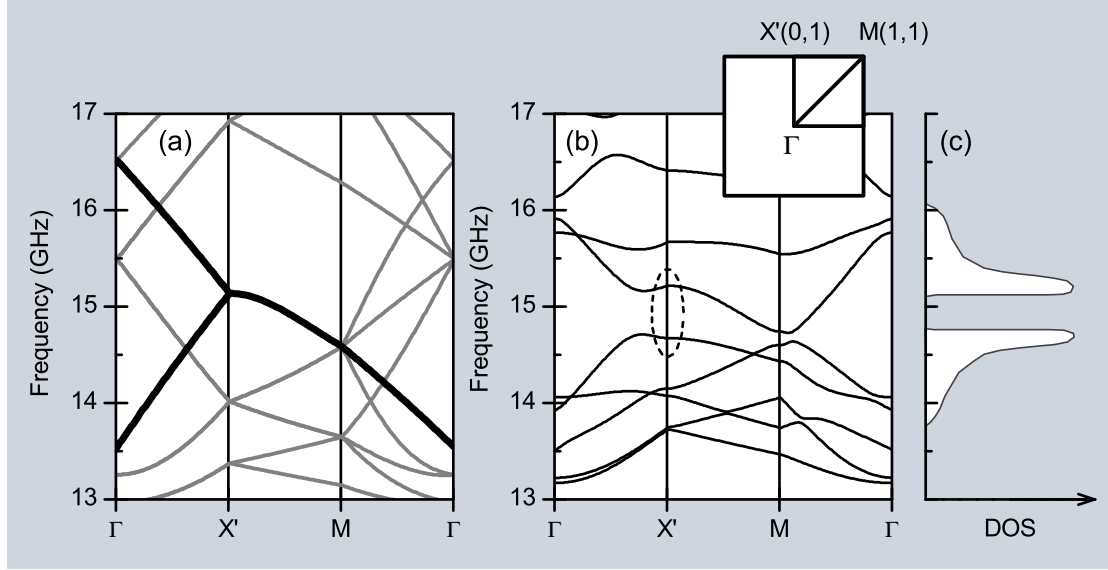 X'(0,1) M(1,1)
17 17
(a) (b) (c)
Γ
16 16
Frequency (GHz) Frequency (GHz)
15 15
14 14
13 13
Γ X' M Γ Γ X' M Γ DOS